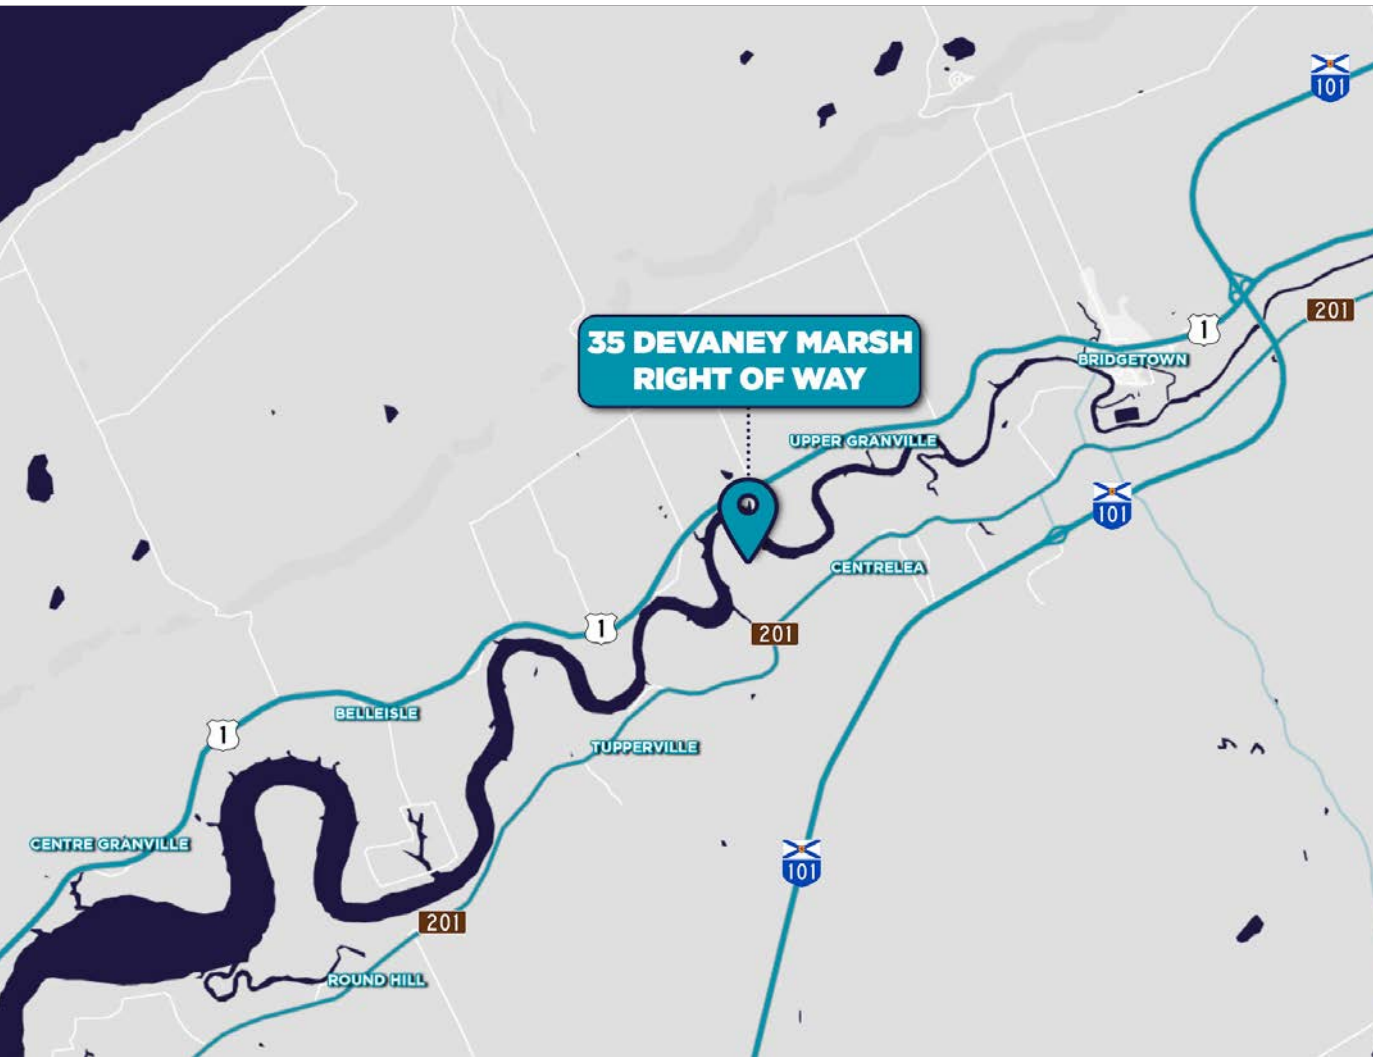 101
201
1
35 DEVANEY MARSH
RIGHT OF WAY
BRIDGETOWN
UPPER GRANVILLE
101
CENTRELEA
1
201
BELLEISLE
1
TUPPERVILLE
CENTRE GRANVILLE
101
201
ROUND HILL